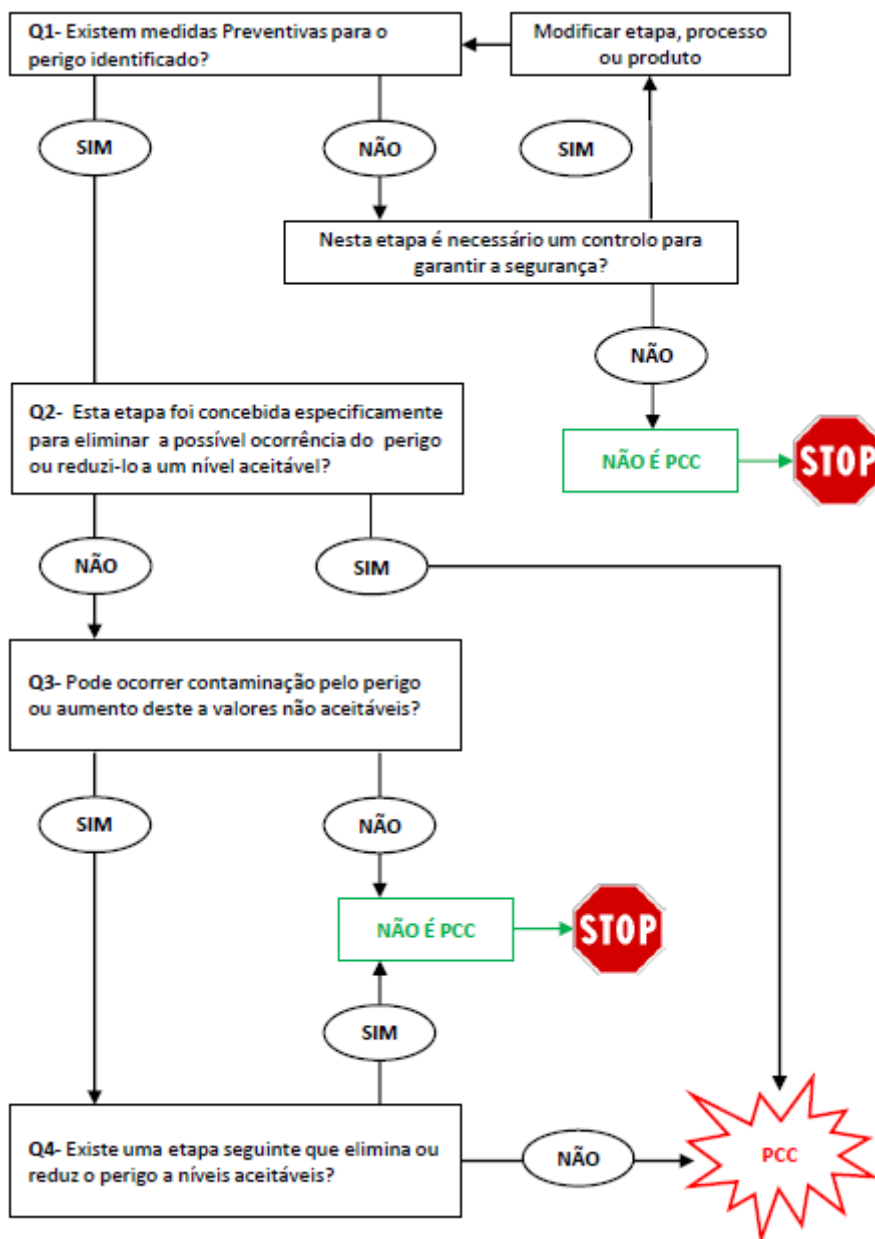 Q1- Existem medidas Preventivas para o
perigo identificado?
Modificar etapa, processo
ou produto
SIM
NÃO
SIM
Nesta etapa é necessário um controlo para
garantir a segurança?
NÃO
Q2- Esta etapa foi concebida especificamente
para eliminar a possível ocorrência do perigo
ou reduzi-lo a um nível aceitável?
NÃO É PCC
STOP
NÃO
SIM
Q3- Pode ocorrer contaminação pelo perigo
ou aumento deste a valores não aceitáveis?
SIM
NÃO
NÃO É PCC
STOP
SIM
Q4- Existe uma etapa seguinte que elimina ou
reduz o perigo a níveis aceitáveis?
NÃO
PCC